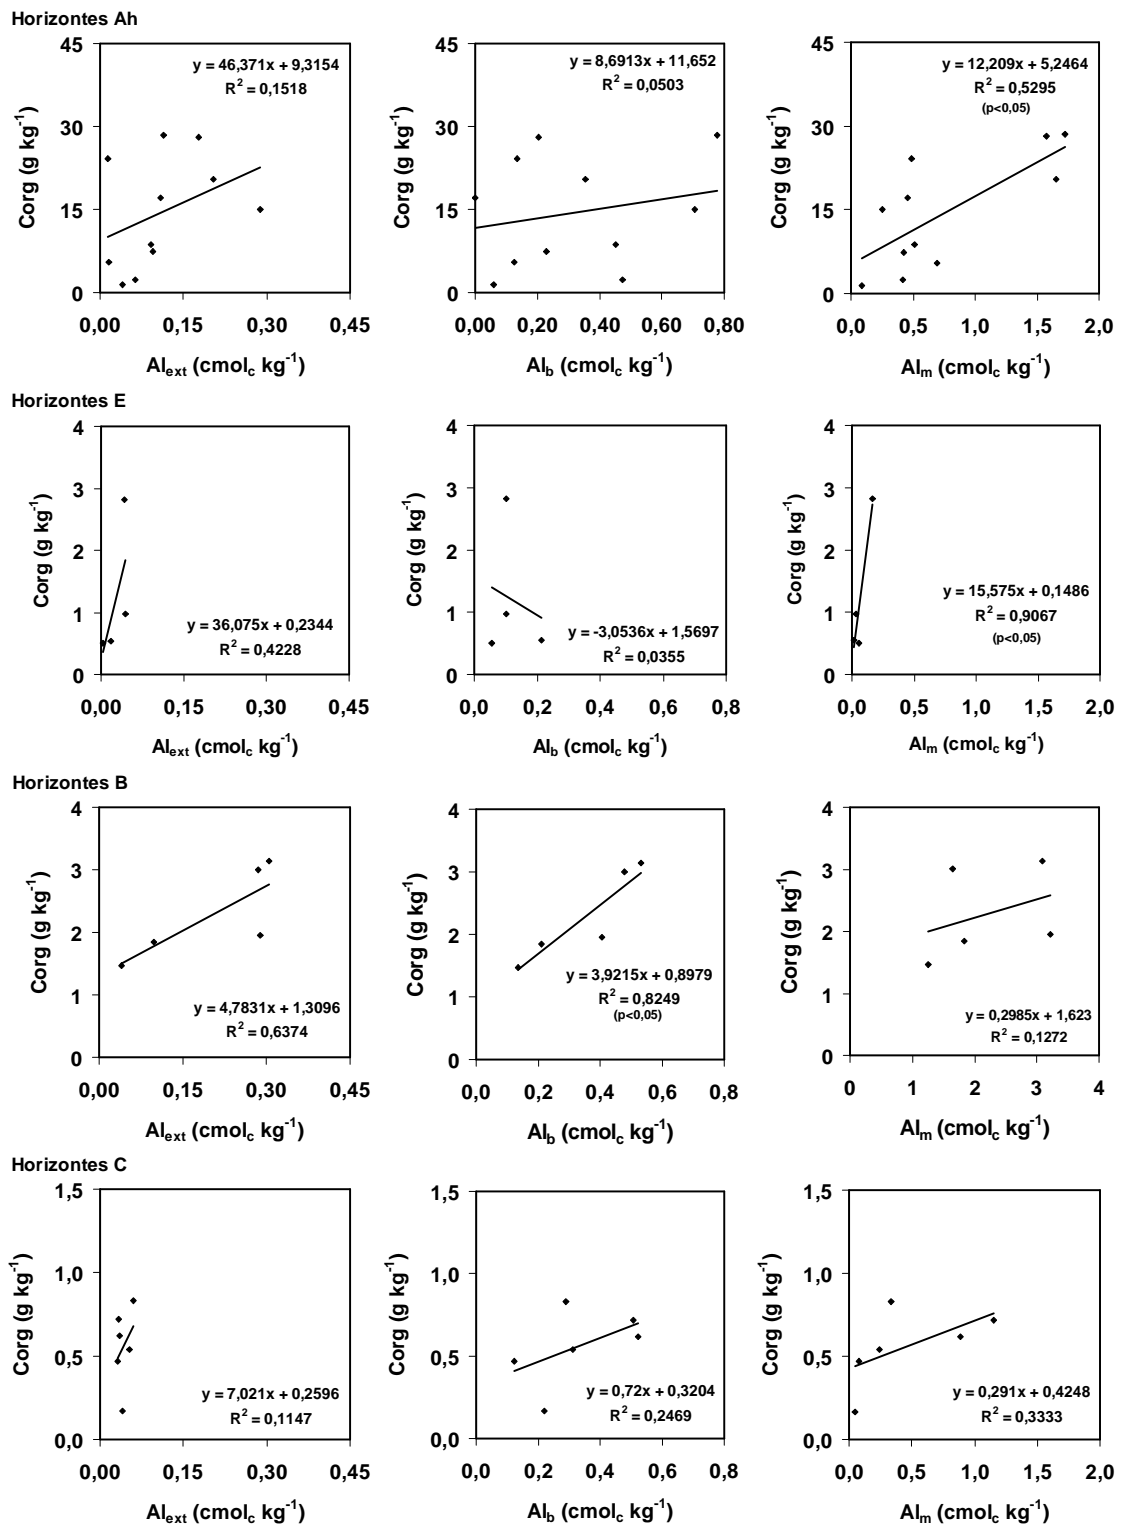 Horizontes Ah
45
30
15
0
Corg (g kg-1)
y = 46,371x + 9,3154
R2 = 0,1518
0,00 0,15 0,30 0,45
Alext (cmolc kg-1)
45
30
15
0
Corg (g kg-1)
y = 8,6913x + 11,652
R2 = 0,0503
0,00 0,20 0,40 0,60 0,80
Alb (cmolc kg-1)
45
30
15
0
Corg (g kg-1)
y = 12,209x + 5,2464
R2 = 0,5295
(p<0,05)
0,0 0,5 1,0 1,5 2,0
Alm (cmolc kg-1)
Horizontes E
4
3
2
1
0
Corg (g kg-1)
y = 36,075x + 0,2344
R2 = 0,4228
0,00 0,15 0,30 0,45
Alext (cmolc kg-1)
4
3
2
1
0
Corg (g kg-1)
y = -3,0536x + 1,5697
R2 = 0,0355
0,0 0,2 0,4 0,6 0,8
Alb (cmolc kg-1)
4
3
2
1
0
Corg (g kg-1)
y = 15,575x + 0,1486
R2 = 0,9067
(p<0,05)
0,0 0,5 1,0 1,5 2,0
Alm (cmolc kg-1)
Horizontes B
4
3
2
1
0
Corg (g kg-1)
y = 4,7831x + 1,3096
R2 = 0,6374
0,00 0,15 0,30 0,45
Alext (cmolc kg-1)
4
3
2
1
0
Corg (g kg-1)
y = 3,9215x + 0,8979
R2 = 0,8249
(p<0,05)
0,0 0,2 0,4 0,6 0,8
Alb (cmolc kg-1)
4
3
2
1
0
Corg (g kg-1)
y = 0,2985x + 1,623
R2 = 0,1272
0 1 2 3 4
Alm (cmolc kg-1)
Horizontes C
1,5
1,0
0,5
0,0
Corg (g kg-1)
y = 7,021x + 0,2596
R2 = 0,1147
0,00 0,15 0,30 0,45
Alext (cmolc kg-1)
1,5
1,0
0,5
0,0
Corg (g kg-1)
y = 0,72x + 0,3204
R2 = 0,2469
0,0 0,2 0,4 0,6 0,8
Alb (cmolc kg-1)
1,5
1,0
0,5
0,0
Corg (g kg-1)
y = 0,291x + 0,4248
R2 = 0,3333
0,0 0,5 1,0 1,5 2,0
Alm (cmolc kg-1)